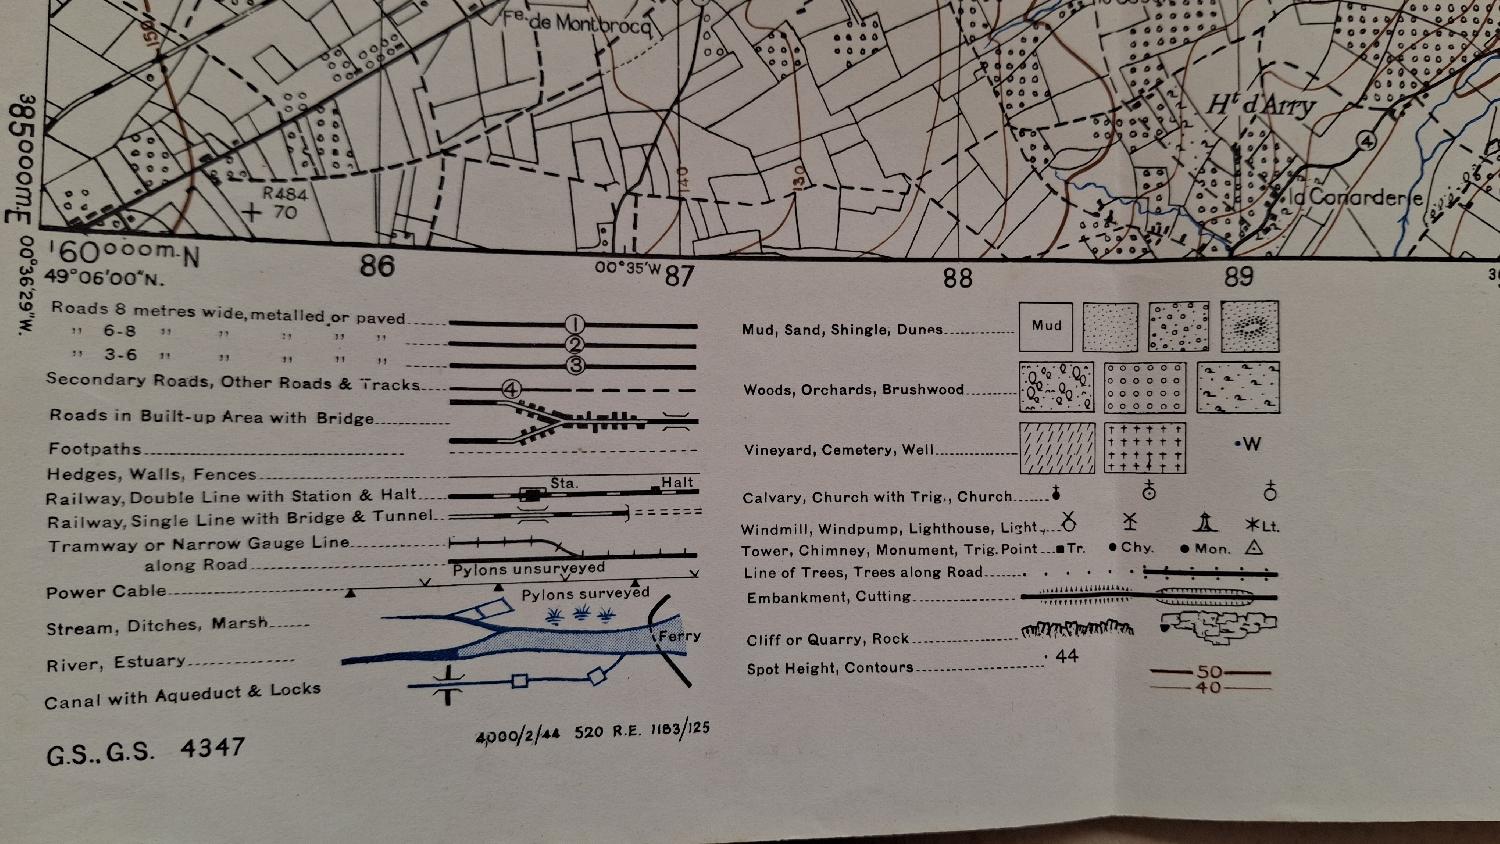 Fe. de Montbrocq
150
Ht d'Arry
4
140
130
R484
70
la Conarderie
385000m E
160000m. N
86
00°35'W
87
88
89
49°06'00"N.
00°36'29"W.
Roads 8 metres wide, metalled or paved
1
" 6-8 " " " " "
2
" 3-6 " " " " "
3
Secondary Roads, Other Roads & Tracks
4
Roads in Built-up Area with Bridge
Footpaths
Hedges, Walls, Fences
Railway, Double Line with Station & Halt
Sta.
Halt
Railway, Single Line with Bridge & Tunnel
Tramway or Narrow Gauge Line
along Road
Pylons unsurveyed
Power Cable
Pylons surveyed
Stream, Ditches, Marsh
Ferry
River, Estuary
Canal with Aqueduct & Locks
Mud, Sand, Shingle, Dunes
Mud
Woods, Orchards, Brushwood
Vineyard, Cemetery, Well
W
Calvary, Church with Trig., Church
Windmill, Windpump, Lighthouse, Light
Lt.
Tower, Chimney, Monument, Trig. Point
Tr.
Chy.
Mon.
Line of Trees, Trees along Road
Embankment, Cutting
Cliff or Quarry, Rock
Spot Height, Contours
44
50
40
G.S., G.S. 4347
4,000/2/44 520 R.E. 1183/125